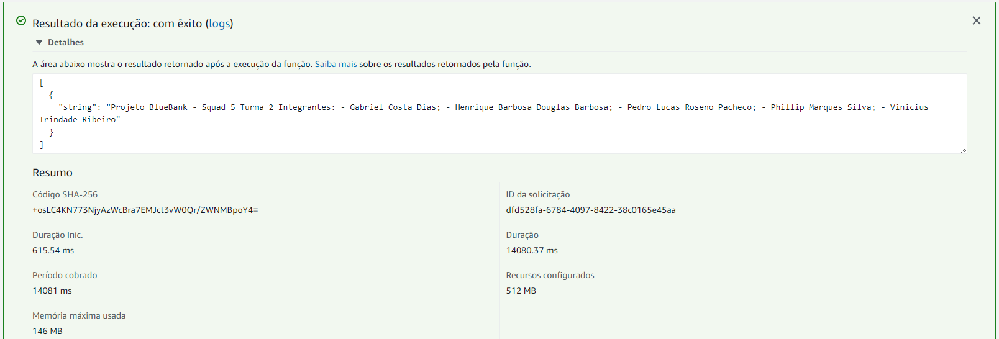 Resultado da execução: com êxito (logs)
▼ Detalhes
A área abaixo mostra o resultado retornado após a execução da função. Saiba mais sobre os resultados retornados pela função.
[
  {
    "string": "Projeto BlueBank - Squad 5 Turma 2 Integrantes: - Gabriel Costa Dias; - Henrique Barbosa Douglas Barbosa; - Pedro Lucas Roseno Pacheco; - Phillip Marques Silva; - Vinicius
Trindade Ribeiro"
  }
]
Resumo
Código SHA-256
+osLC4KN773NjyAzWcBra7EMJct3vW0Qr/ZWNMBpoY4=
ID da solicitação
dfd528fa-6784-4097-8422-38c0165e45aa
Duração Inic.
615.54 ms
Duração
14080.37 ms
Período cobrado
14081 ms
Recursos configurados
512 MB
Memória máxima usada
146 MB